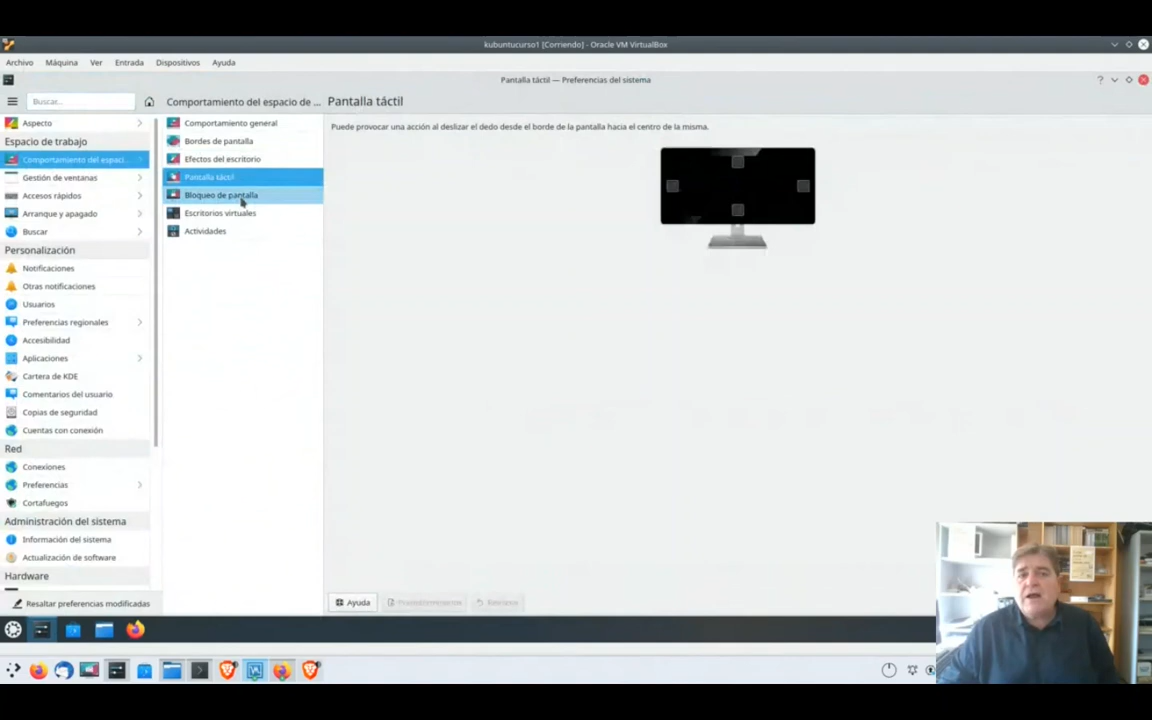 kubuntucurso1 [Corriendo] - Oracle VM VirtualBox
Archivo Máquina Ver Entrada Dispositivos Ayuda
Pantalla táctil — Preferencias del sistema
Buscar...
Comportamiento del espacio de ...
Pantalla táctil
Aspecto
Espacio de trabajo
Comportamiento del espaci...
Gestión de ventanas
Accesos rápidos
Arranque y apagado
Buscar
Personalización
Notificaciones
Otras notificaciones
Usuarios
Preferencias regionales
Accesibilidad
Aplicaciones
Cartera de KDE
Comentarios del usuario
Copias de seguridad
Cuentas con conexión
Red
Conexiones
Preferencias
Cortafuegos
Administración del sistema
Información del sistema
Actualización de software
Hardware
Resaltar preferencias modificadas
Comportamiento general
Bordes de pantalla
Efectos del escritorio
Pantalla táctil
Bloqueo de pantalla
Escritorios virtuales
Actividades
Puede provocar una acción al deslizar el dedo desde el borde de la pantalla hacia el centro de la misma.
Ayuda